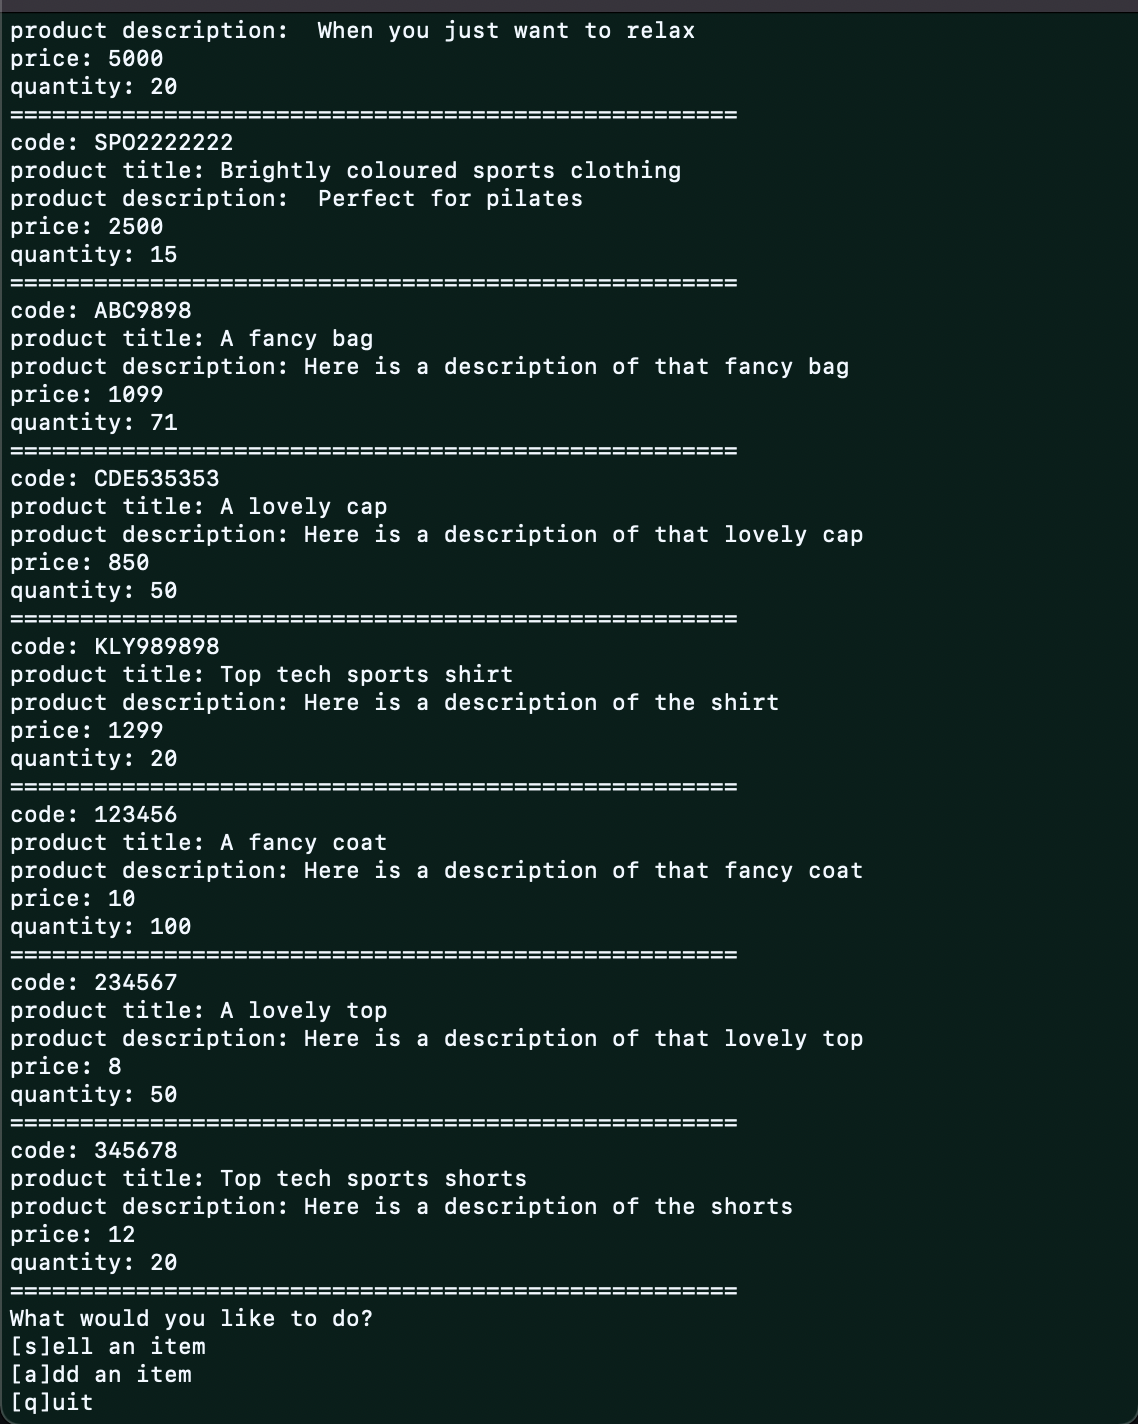 product description:  When you just want to relax
price: 5000
quantity: 20
====================================================
code: SPO2222222
product title: Brightly coloured sports clothing
product description:  Perfect for pilates
price: 2500
quantity: 15
====================================================
code: ABC9898
product title: A fancy bag
product description: Here is a description of that fancy bag
price: 1099
quantity: 71
====================================================
code: CDE535353
product title: A lovely cap
product description: Here is a description of that lovely cap
price: 850
quantity: 50
====================================================
code: KLY989898
product title: Top tech sports shirt
product description: Here is a description of the shirt
price: 1299
quantity: 20
====================================================
code: 123456
product title: A fancy coat
product description: Here is a description of that fancy coat
price: 10
quantity: 100
====================================================
code: 234567
product title: A lovely top
product description: Here is a description of that lovely top
price: 8
quantity: 50
====================================================
code: 345678
product title: Top tech sports shorts
product description: Here is a description of the shorts
price: 12
quantity: 20
====================================================
What would you like to do?
[s]ell an item
[a]dd an item
[q]uit